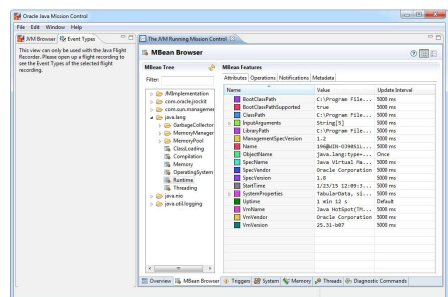 Oracle Java Mission Control
File Edit Window Help
JVM Browser Event Types
This view can only be used with the Java Flight
Recorder. Please open up a flight recording to
see the Event Types of the selected flight
recording.
The JVM Running Mission Control
MBean Browser
MBean Tree
Filter:
JMImplementation
com.oracle.jrockit
com.sun.managemen
java.lang
GarbageCollector
MemoryManager
MemoryPool
ClassLoading
Compilation
Memory
OperatingSystem
Runtime
Threading
java.nio
java.util.logging
MBean Features
Attributes Operations Notifications Metadata
Name Value Update Interval
BootClassPath C:\Program File... 5000 ms
BootClassPathSupported true 5000 ms
ClassPath C:\Program File... 5000 ms
InputArguments String[5] 5000 ms
LibraryPath C:\Program File... 5000 ms
ManagementSpecVersion 1.2 5000 ms
Name 5000 ms
ObjectName java.lang:type=... Once
SpecName Java Virtual Ma... 5000 ms
SpecVendor Oracle Corporation 5000 ms
SpecVersion 1.8 5000 ms
StartTime 1/23/15 12:09:3... 5000 ms
SystemProperties TabularData, si... 5000 ms
Uptime 1 min 12 s Default
VmName Java HotSpot(TM... 5000 ms
VmVendor Oracle Corporation 5000 ms
VmVersion 25.31-b07 5000 ms
Overview MBean Browser Triggers System Memory Threads Diagnostic Commands